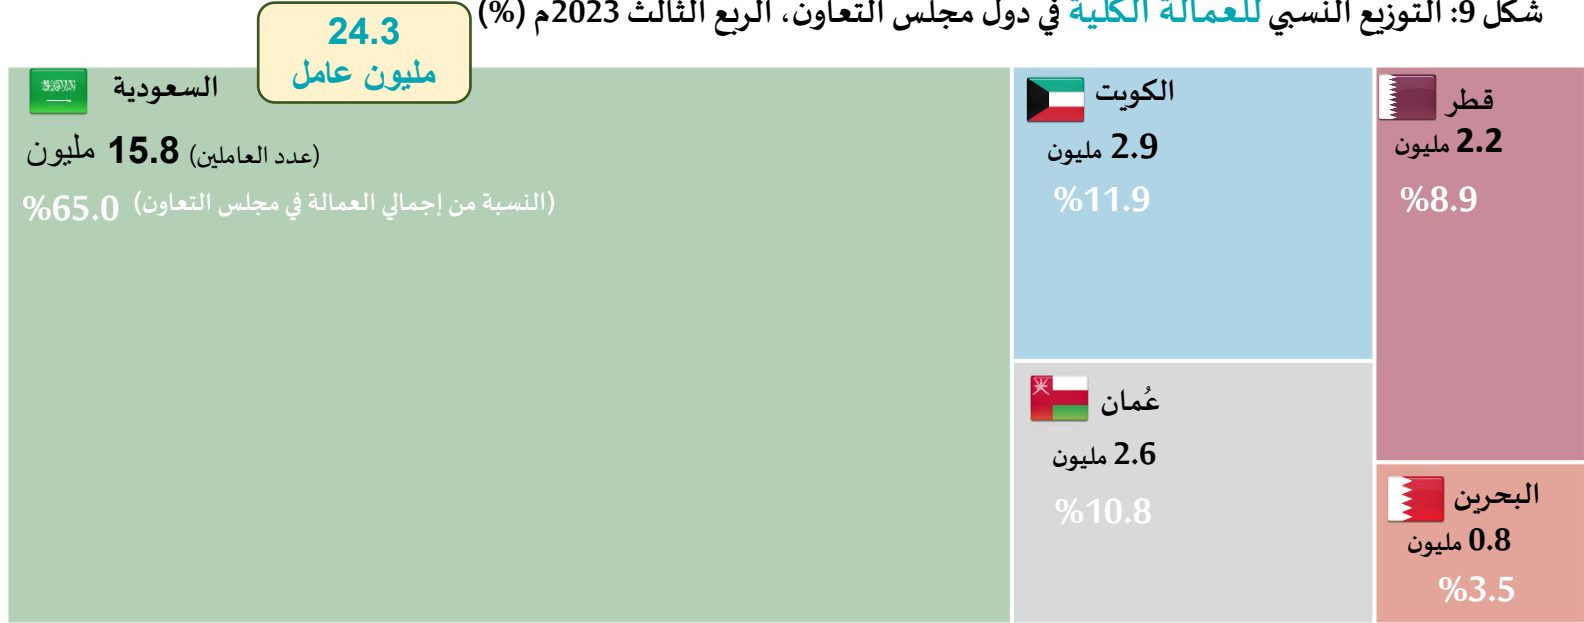 شكل 9: التوزيع النسبي للعمالة الكلية في دول مجلس التعاون، الربع الثالث 2023م (%)
24.3
مليون عامل
قطر
2.2 مليون
%8.9
الكويت
2.9 مليون
%11.9
السعودية
(عدد العاملين) 15.8 مليون
(النسبة من إجمالي العمالة في مجلس التعاون) %65.0
عُمان
2.6 مليون
%10.8
البحرين
0.8 مليون
%3.5